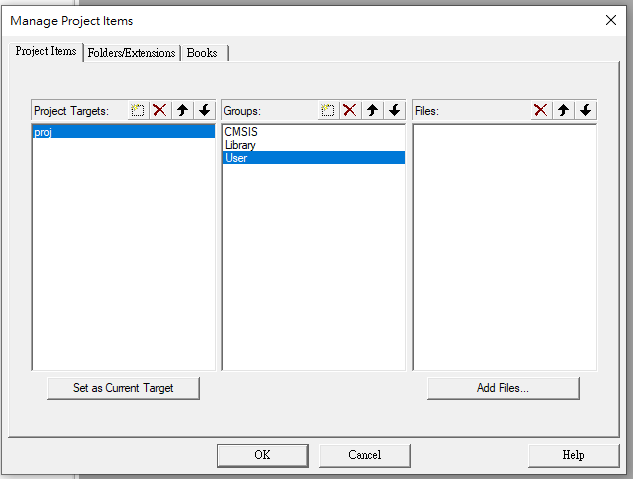 Manage Project Items
Project Items Folders/Extensions Books
Project Targets: Groups: Files:
proj
CMSIS
Library
User
Set as Current Target Add Files...
OK Cancel Help